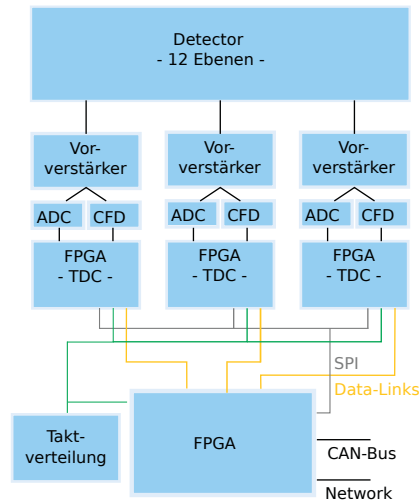 Detector
- 12 Ebenen -
Vor-
verstärker
Vor-
verstärker
Vor-
verstärker
ADC
CFD
ADC
CFD
ADC
CFD
FPGA
- TDC -
FPGA
- TDC -
FPGA
- TDC -
SPI
Data-Links
Takt-
verteilung
FPGA
CAN-Bus
Network